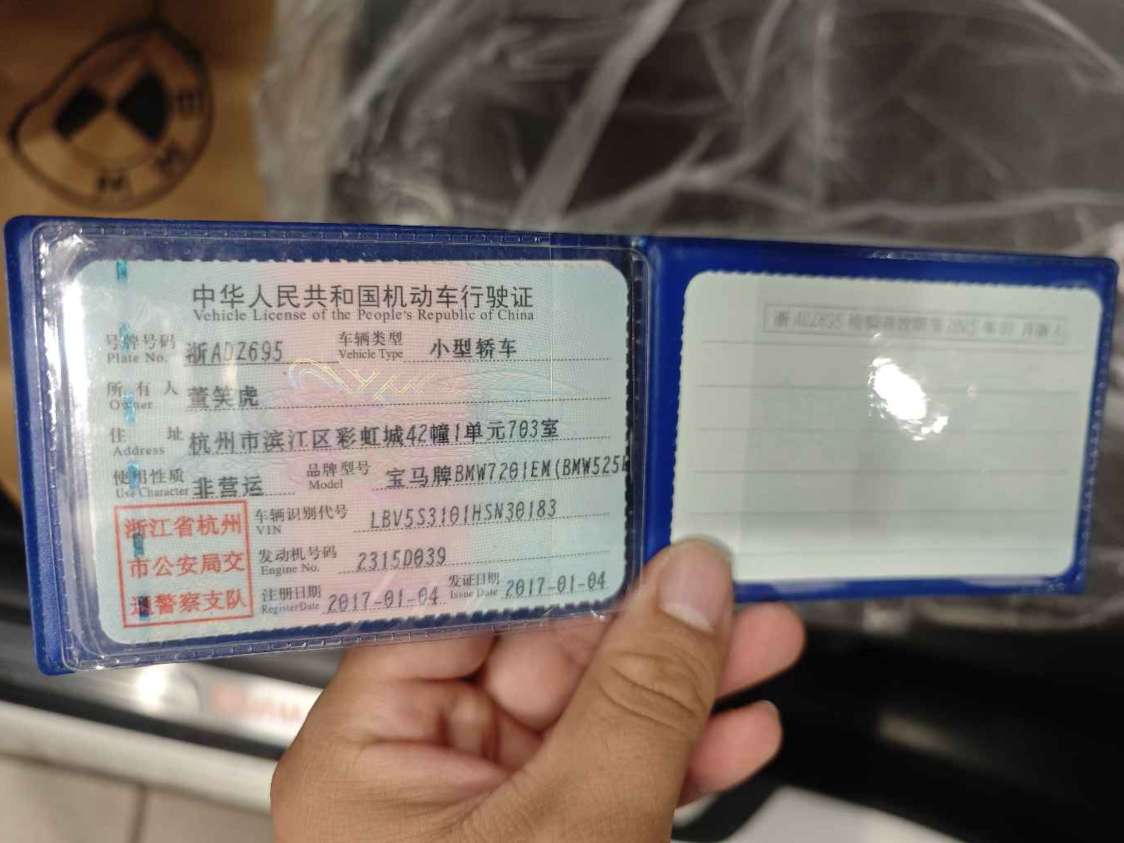 中华人民共和国机动车行驶证
Vehicle License of the People's Republic of China
号牌号码 浙ADZ695 车辆类型 小型轿车
Plate No. Vehicle Type
所有人 董笑虎
Owner
住址 杭州市滨江区彩虹城42幢1单元703室
Address
使用性质 非营运 品牌型号 宝马牌BMW7201EM(BMW525
Use Character Model
浙江省杭州
市公安局交
通警察支队
车辆识别代号 LBV5S3101HSN30183
VIN
发动机号码 2315D039
Engine No.
注册日期 2017-01-04 发证日期 2017-01-04
Register Date Issue Date
BMW